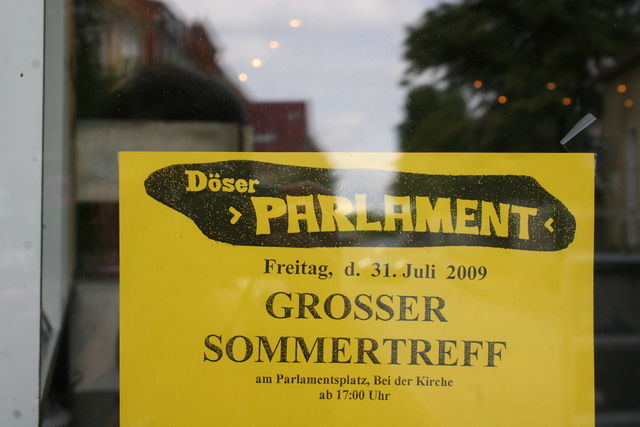 Döser
> PARLAMENT <
Freitag, d. 31. Juli 2009
GROSSER
SOMMERTREFF
am Parlamentsplatz, Bei der Kirche
ab 17:00 Uhr